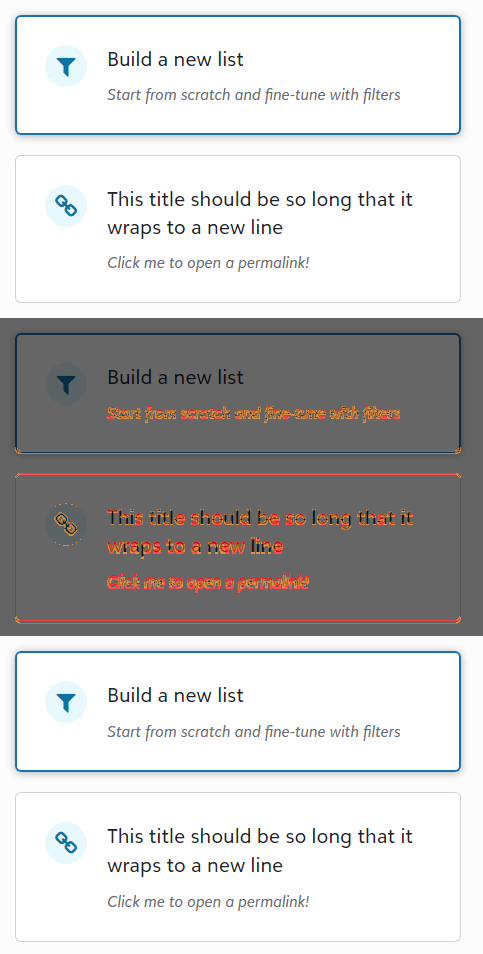 Build a new list
Start from scratch and fine-tune with filters
This title should be so long that it
wraps to a new line
Click me to open a permalink!
Build a new list
Start from scratch and fine-tune with filters
This title should be so long that it
wraps to a new line
Click me to open a permalink!
Build a new list
Start from scratch and fine-tune with filters
This title should be so long that it
wraps to a new line
Click me to open a permalink!